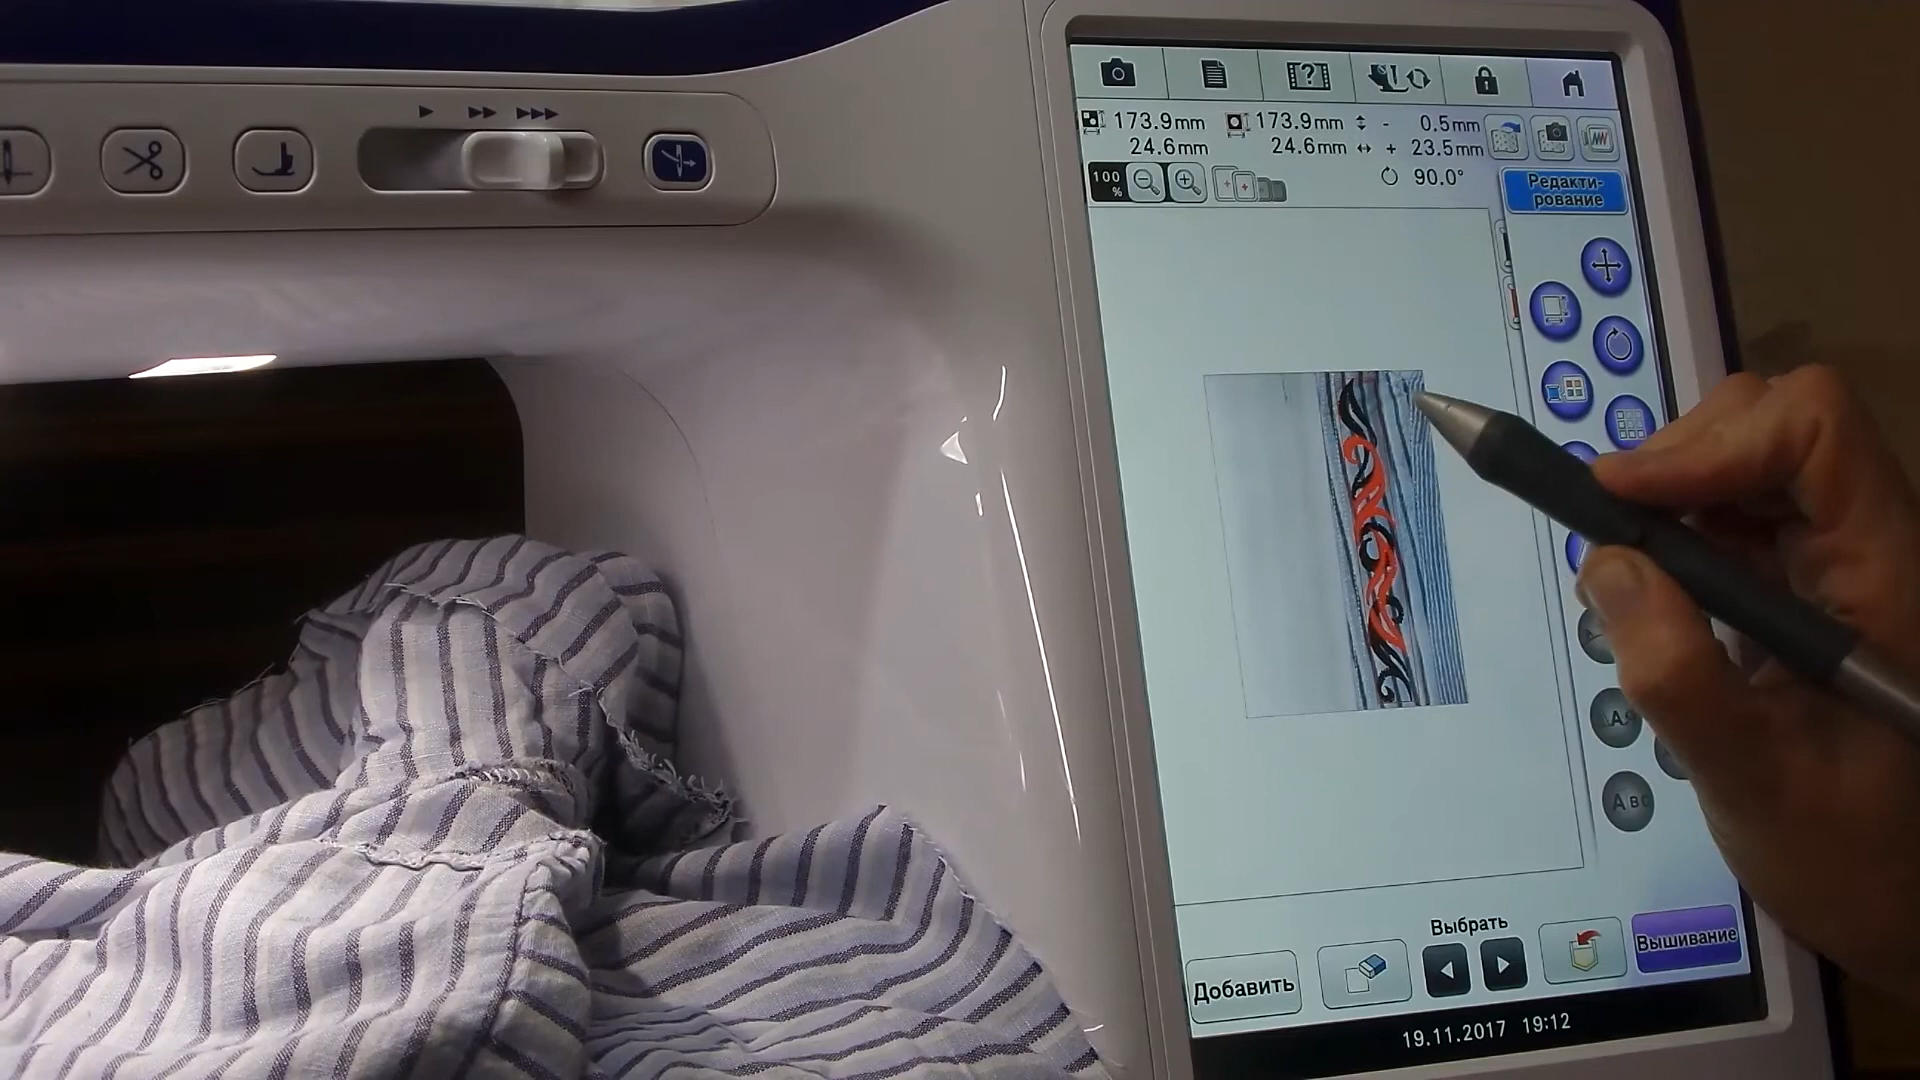 173.9mm 173.9mm - 0.5mm
24.6mm 24.6mm + 23.5mm
100
%
90.0°
Редакти-
рование
Выбрать
Добавить
Вышивание
19.11.2017 19:12